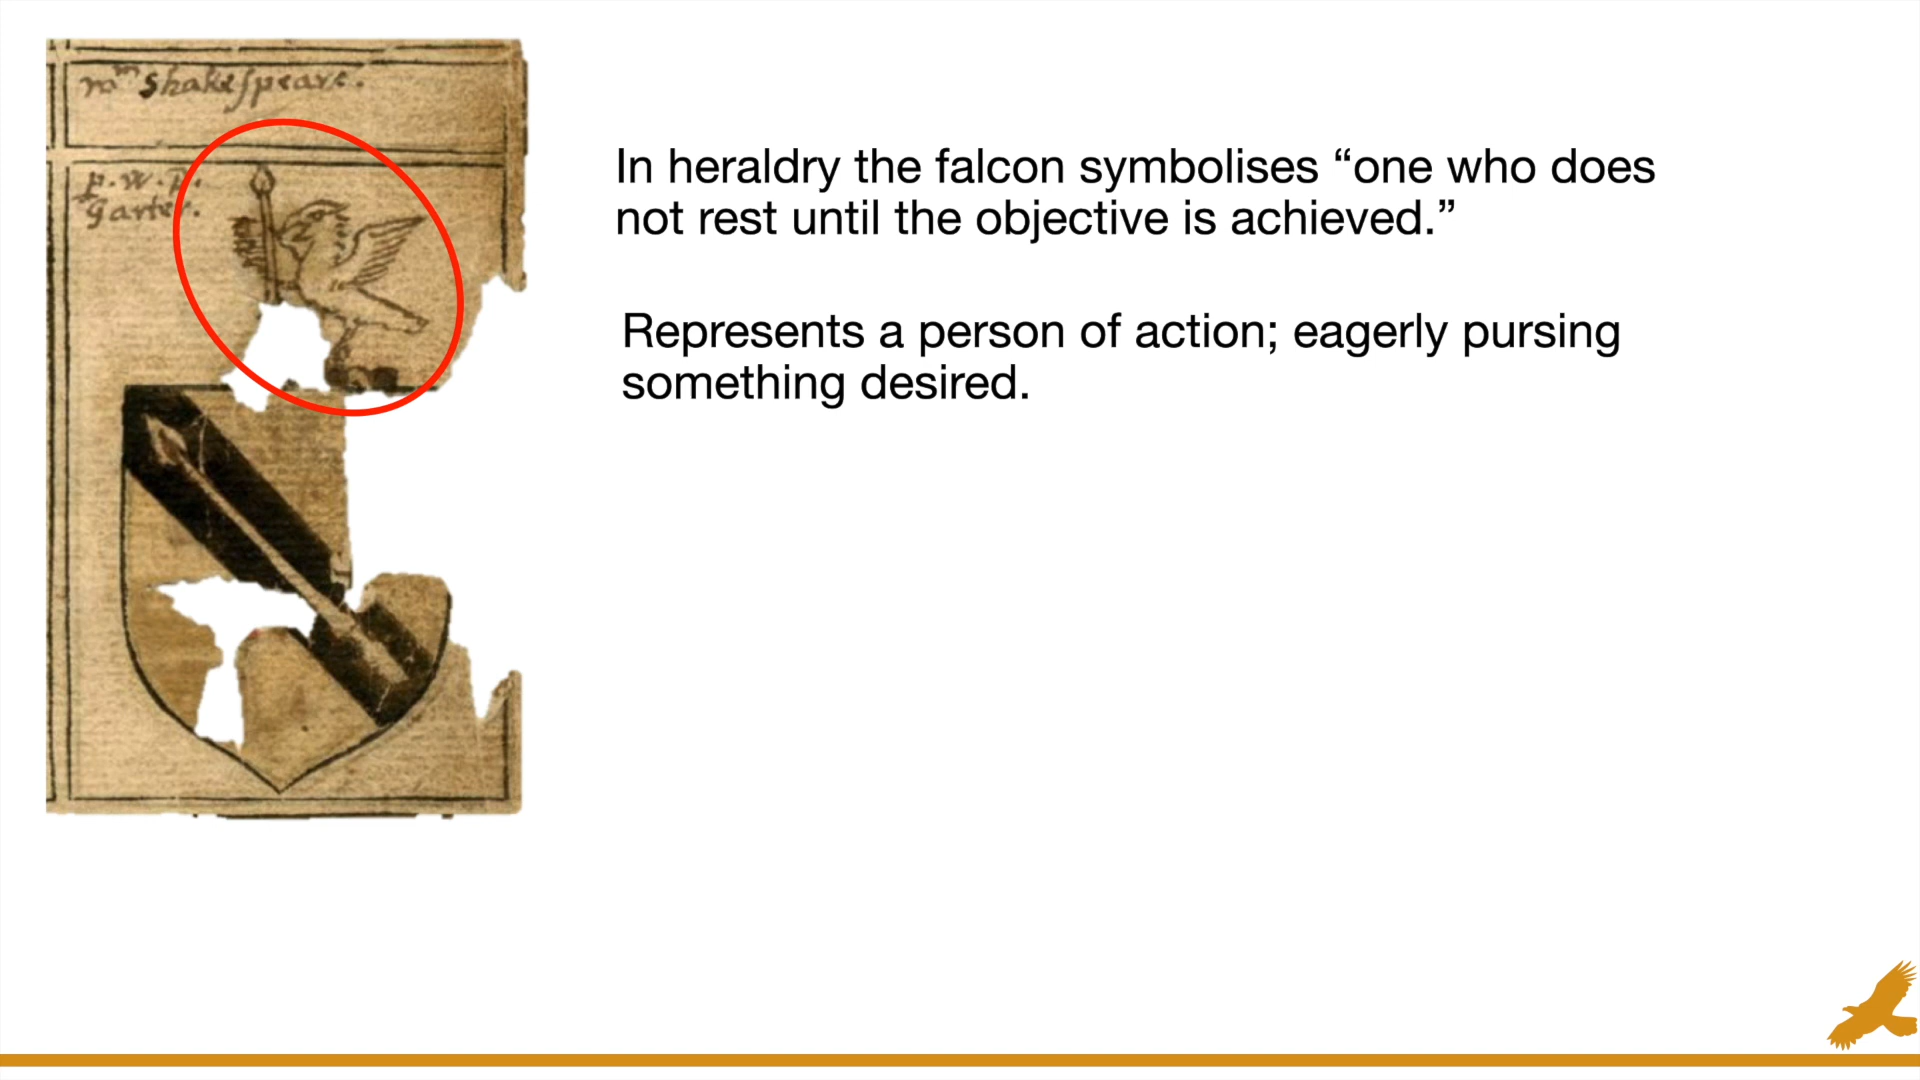 wm Shakespeare.
p. w. p.
Garter.
In heraldry the falcon symbolises “one who does
not rest until the objective is achieved.”
Represents a person of action; eagerly pursing
something desired.